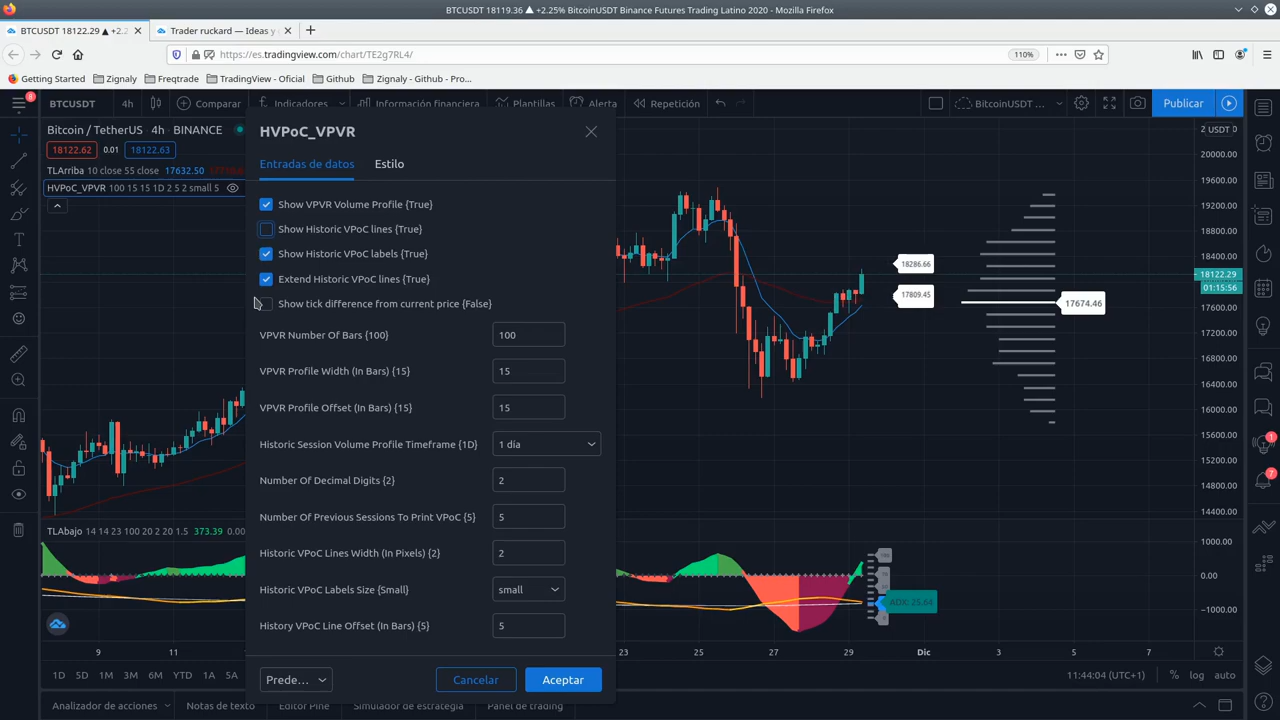 BTCUSDT 18119.36 ▲ +2.25% BitcoinUSDT Binance Futures Trading Latino 2020 - Mozilla Firefox
BTCUSDT 18122.29 ▲ +2.2
Trader ruckard — Ideas y
https://es.tradingview.com/chart/TE2g7RL4/
110%
Getting Started
Zignaly
Freqtrade
TradingView - Oficial
Github
Zignaly - Github - Pro...
8
BTCUSDT
4h
Comparar
Indicadores
Información financiera
Plantillas
Alerta
Repetición
BitcoinUSDT ...
Publicar
Bitcoin / TetherUS · 4h · BINANCE
18122.62
0.01
18122.63
TLArriba 10 close 55 close 17632.50
HVPoC_VPVR 100 15 15 1D 2 5 2 small 5
HVPoC_VPVR
Entradas de datos
Estilo
Show VPVR Volume Profile {True}
Show Historic VPoC lines {True}
Show Historic VPoC labels {True}
Extend Historic VPoC lines {True}
Show tick difference from current price {False}
VPVR Number Of Bars {100}
100
VPVR Profile Width (In Bars) {15}
15
VPVR Profile Offset (In Bars) {15}
15
Historic Session Volume Profile Timeframe {1D}
1 día
Number Of Decimal Digits {2}
2
Number Of Previous Sessions To Print VPoC {5}
5
Historic VPoC Lines Width (In Pixels) {2}
2
Historic VPoC Labels Size {Small}
small
History VPoC Line Offset (In Bars) {5}
5
Prede...
Cancelar
Aceptar
18286.66
17809.45
17674.46
USDT
20000.00
19600.00
19200.00
18800.00
18400.00
18122.29
01:15:56
17600.00
17200.00
16800.00
16400.00
16000.00
15600.00
15200.00
14800.00
14400.00
TLAbajo 14 14 23 100 20 2 20 1.5 373.39 0.00
1000.00
0.00
-1000.00
ADX: 25.64
9
11
23
25
27
29
Dic
3
5
7
1D
5D
1M
3M
6M
YTD
1A
5A
11:44:04 (UTC+1)
%
log
auto
Analizador de acciones
Notas de texto
Editor Pine
Simulador de estrategia
Panel de trading
1
7